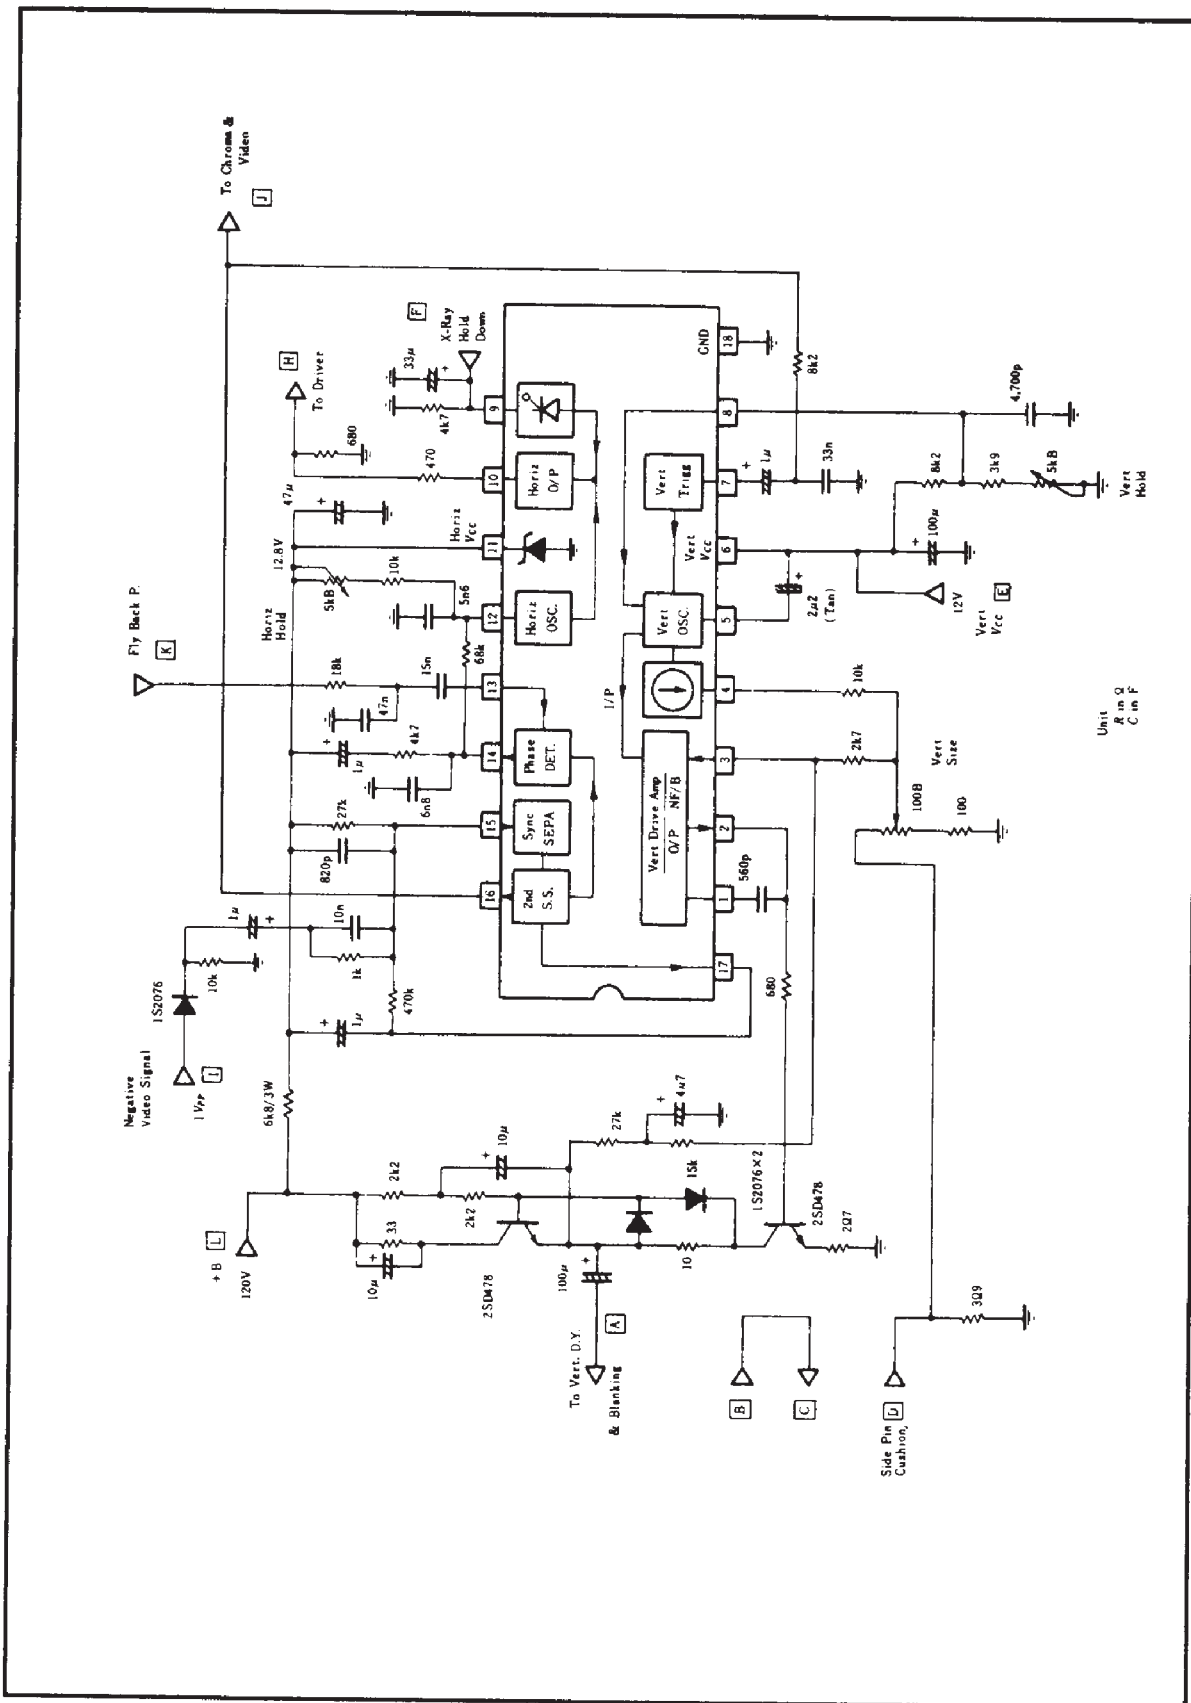 Negative
Video Signal
1V_PP
I
1S2076
10k
1μ
+
10n
1k
470k
1μ
+
820p
27k
6k8/3W
+B
L
120V
Fly Back P.
K
18k
47n
15n
1μ
+
4k7
6n8
68k
Horiz
Hold
5kB
10k
5n6
12.8V
47μ
+
Horiz
VCC
H
To Driver
680
470
33μ
+
4k7
F
X-Ray
Hold
Down
To Chroma &
Video
J
16
15
14
13
12
11
10
9
2nd
S.S.
Sync
SEPA
Phase
DET.
Horiz
OSC.
Horiz
O/P
Vert Drive Amp
O/P
NF/B
I/P
Vert
OSC.
Vert
Trigg
Vert
VCC
GND
17
1
2
3
4
5
6
7
8
18
560p
680
2k7
10k
2μ2
(Tan)
+
1μ
+
33n
8k2
8k2
3k9
5kB
4,700p
Vert
Hold
100μ
+
12V
Vert
VCC
E
Vert
Size
100B
100
Unit
R in Ω
C in F
2k2
33
10μ
+
2k2
10μ
+
27k
4μ7
+
15k
1S2076×2
2SD478
2SD478
100μ
+
10
2Ω7
To Vert. D.Y.
& Blanking
A
B
C
Side Pin
Cushion,
D
3Ω9